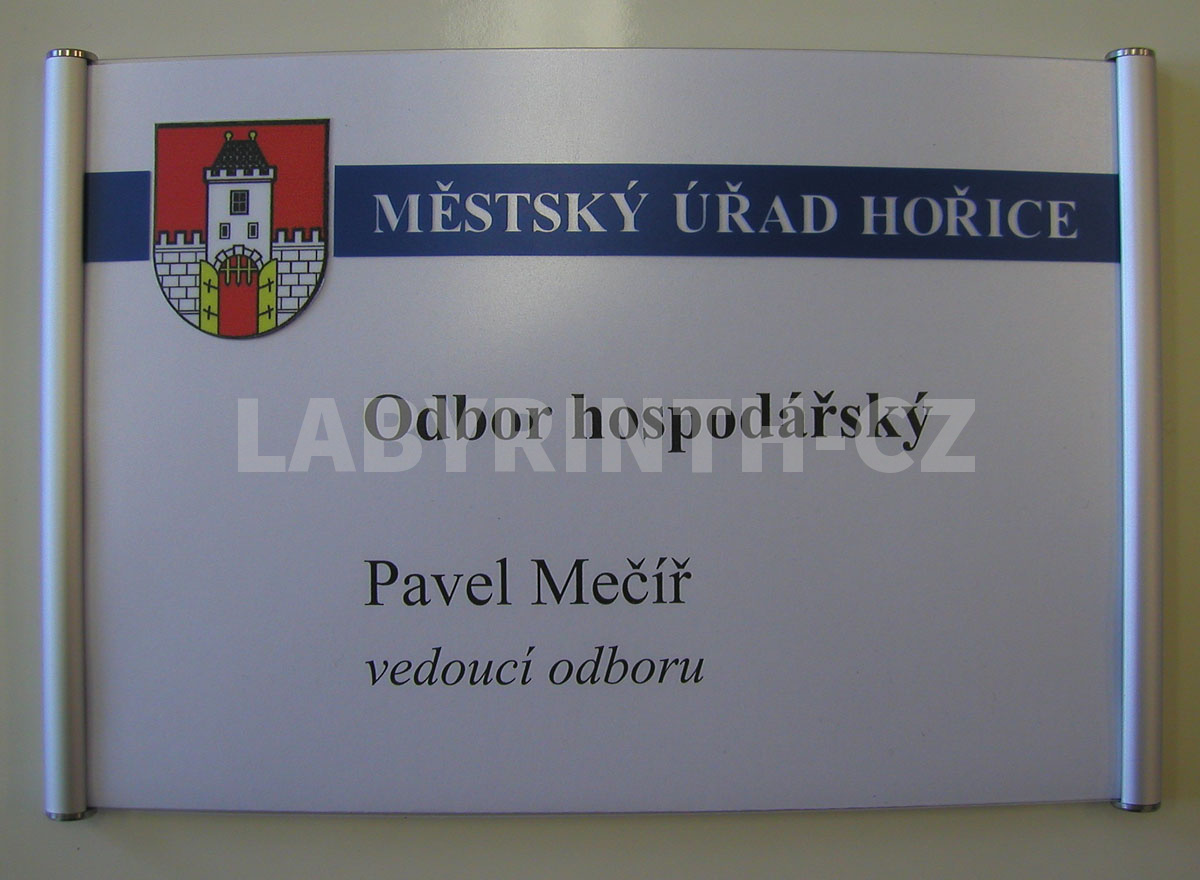 MĚSTSKÝ ÚŘAD HOŘICE
Odbor hospodářský
LABYRINTH-CZ
Pavel Mečíř
vedoucí odboru